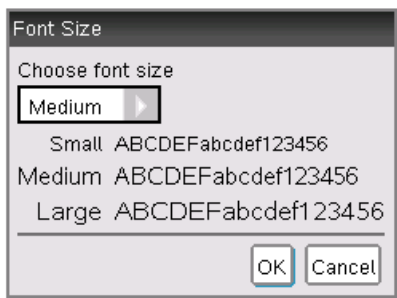 Font Size
Choose font size
Medium
Small ABCDEFabcdef123456
Medium ABCDEFabcdef123456
Large ABCDEFabcdef123456
OK Cancel